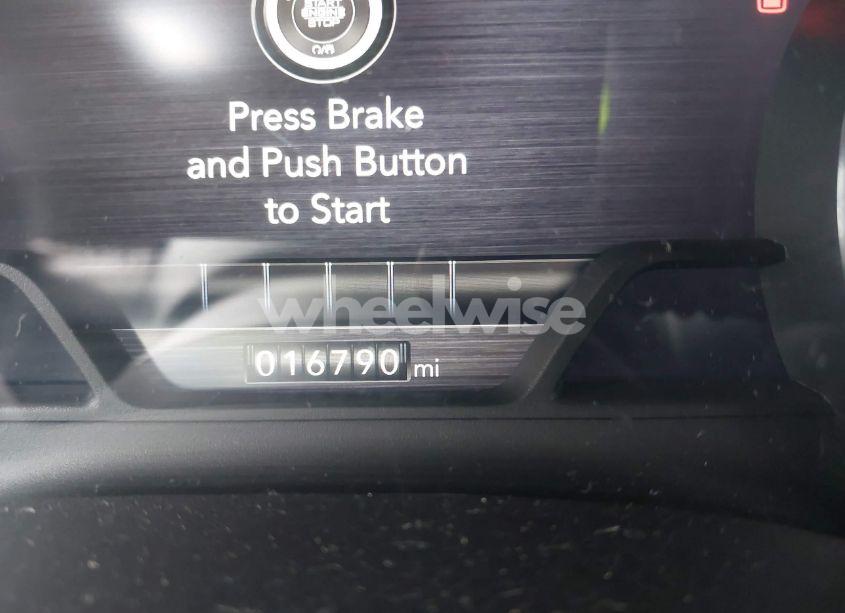 START
ENGINE
STOP
Press Brake
and Push Button
to Start
wheelwise
016790 mi